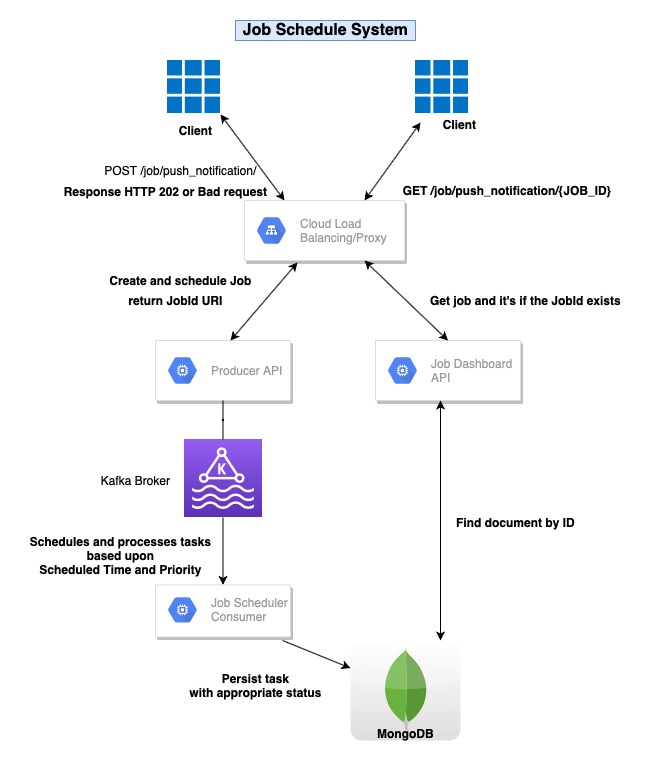 Job Schedule System
Client
Client
POST /job/push_notification/
Response HTTP 202 or Bad request
GET /job/push_notification/{JOB_ID}
Cloud Load
Balancing/Proxy
Create and schedule Job
return JobId URI
Get job and it's if the JobId exists
Producer API
Job Dashboard
API
K
Kafka Broker
Find document by ID
Schedules and processes tasks
based upon
Scheduled Time and Priority
Job Scheduler
Consumer
Persist task
with appropriate status
MongoDB